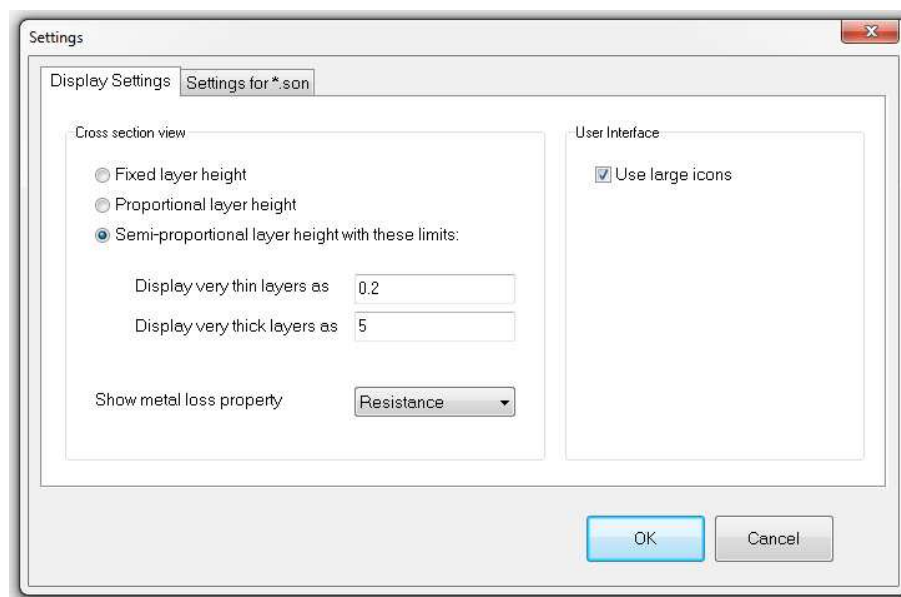 Settings
Display Settings
Settings for *.son
Cross section view
Fixed layer height
Proportional layer height
Semi-proportional layer height with these limits:
Display very thin layers as 0.2
Display very thick layers as 5
Show metal loss property Resistance
User Interface
Use large icons
OK
Cancel